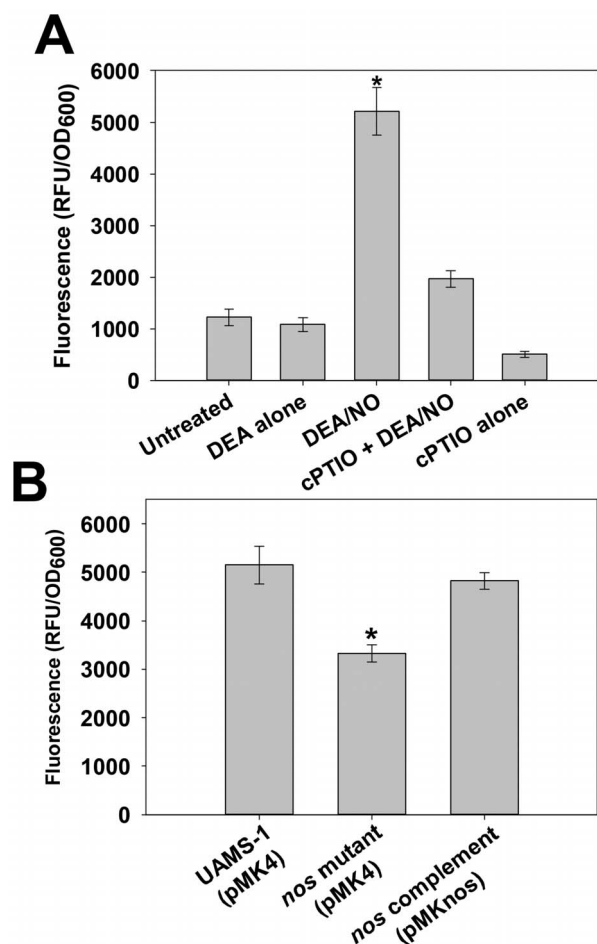 A
Fluorescence (RFU/OD600)
6000
5000
4000
3000
2000
1000
0
*
Untreated
DEA alone
DEA/NO
cPTIO + DEA/NO
cPTIO alone
B
Fluorescence (RFU/OD600)
6000
5000
4000
3000
2000
1000
0
*
UAMS-1
(pMK4)
nos mutant
(pMK4)
nos complement
(pMKnos)